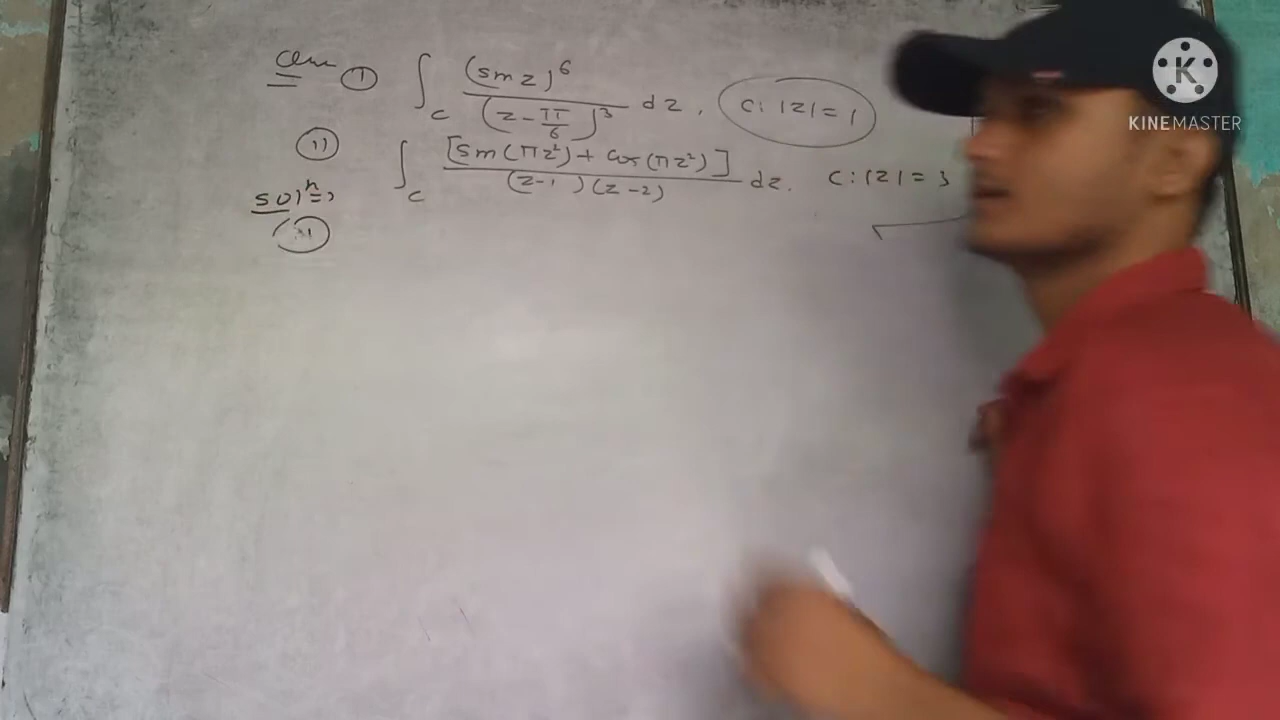 Ques ① ∫_C (sin z)^6 / (z - π/6)^3 dz, C: |z| = 1
(ii) ∫_C [sin(πz²) + cos(πz²)] / (z-1)(z-2) dz. C: |z| = 3
solⁿ ⇒
K
KINEMASTER